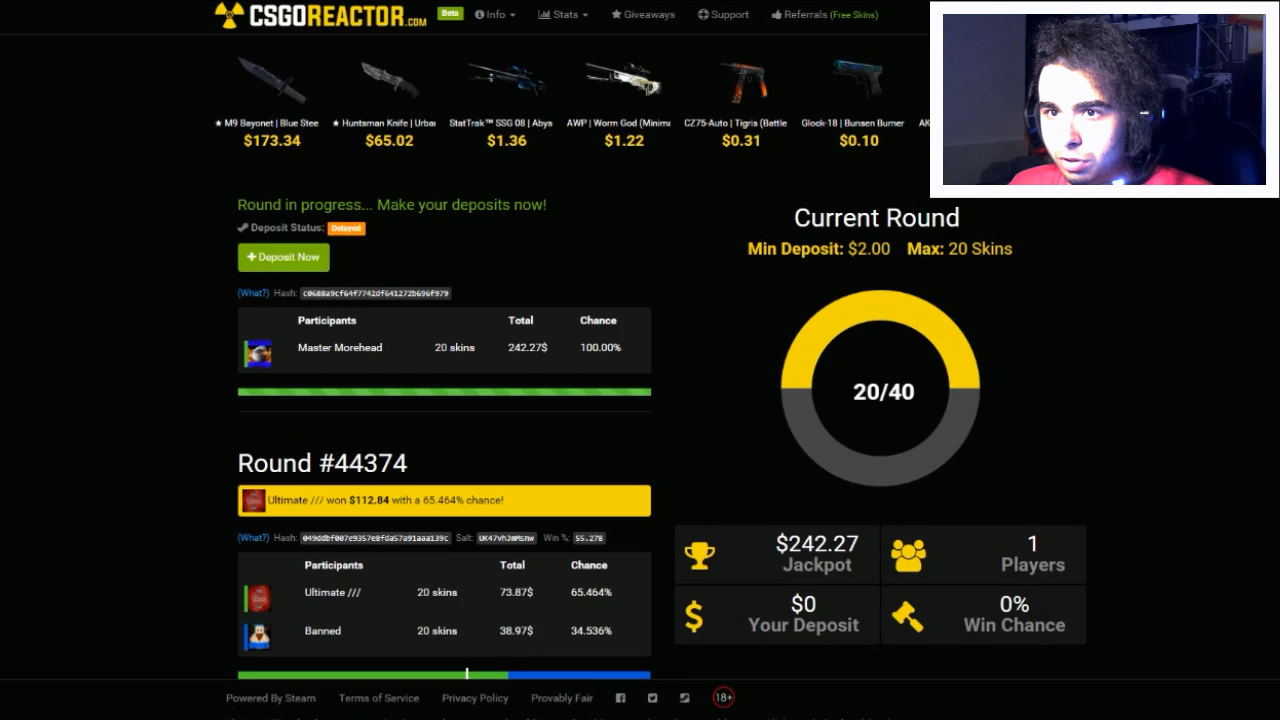 CSGOREACTOR.COM Beta Info Stats Giveaways Support Referrals (Free Skins)
★ M9 Bayonet | Blue Stee ★ Huntsman Knife | Urba StatTrak™ SSG 08 | Abys AWP | Worm God (Minim CZ75-Auto | Tigris (Battle Glock-18 | Bunsen Burner
$173.34 $65.02 $1.36 $1.22 $0.31 $0.10
Round in progress... Make your deposits now!
Deposit Status: Delayed
+ Deposit Now
(What?) Hash: c0688a9cf64f7742df641272b696f979
Participants Total Chance
Master Morehead 20 skins 242.27$ 100.00%
Round #44374
Ultimate /// won $112.84 with a 65.464% chance!
(What?) Hash: 049ddbf007e9357e8fda57a91aaa139c Salt: UK47VhJmMsnw Win %: 55.278
Participants Total Chance
Ultimate /// 20 skins 73.87$ 65.464%
Banned 20 skins 38.97$ 34.536%
Current Round
Min Deposit: $2.00 Max: 20 Skins
20/40
$242.27
Jackpot
1
Players
$0
Your Deposit
0%
Win Chance
Powered By Steam Terms of Service Privacy Policy Provably Fair 18+